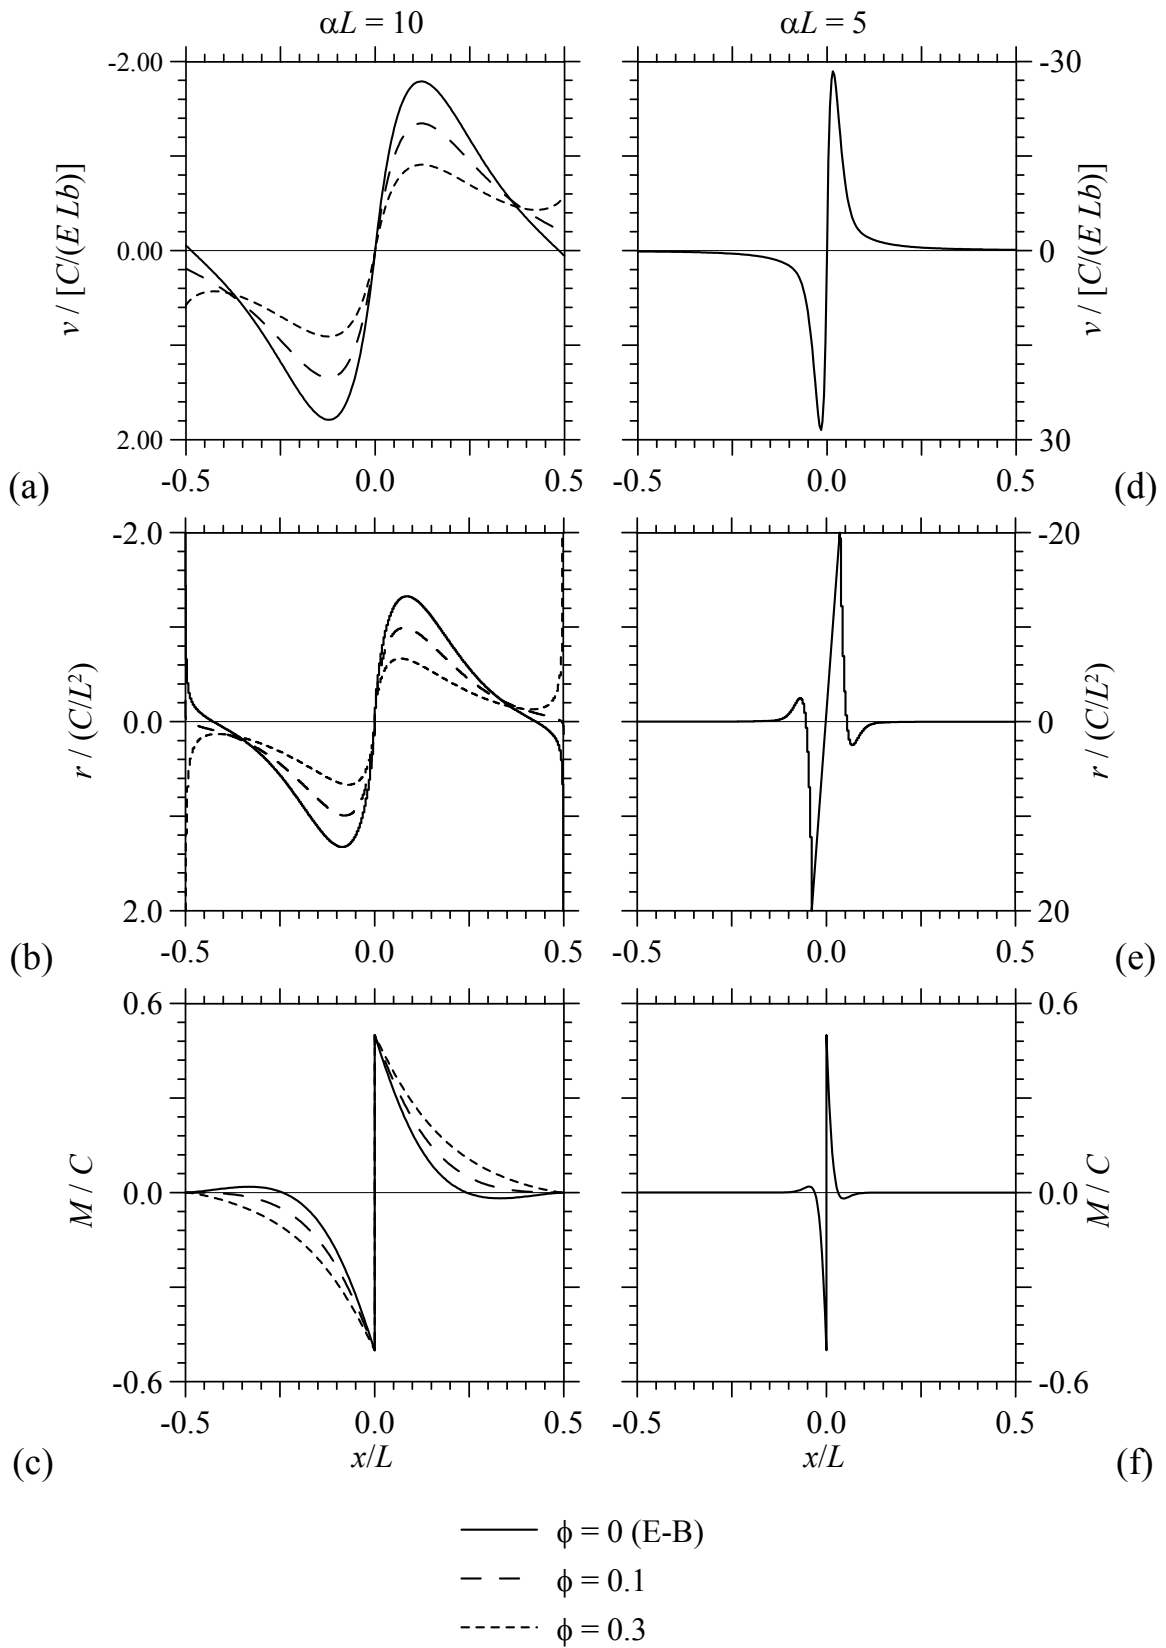 αL = 10
αL = 5
-2.00
0.00
2.00
v / [C/(E Lb)]
-0.5
0.0
0.5
(a)
-30
0
30
v / [C/(E Lb)]
-0.5
0.0
0.5
(d)
-2.0
0.0
2.0
r / (C/L²)
-0.5
0.0
0.5
(b)
-20
0
20
r / (C/L²)
-0.5
0.0
0.5
(e)
0.6
0.0
-0.6
M / C
-0.5
0.0
0.5
x/L
(c)
0.6
0.0
-0.6
M / C
-0.5
0.0
0.5
x/L
(f)
ϕ = 0 (E-B)
ϕ = 0.1
ϕ = 0.3